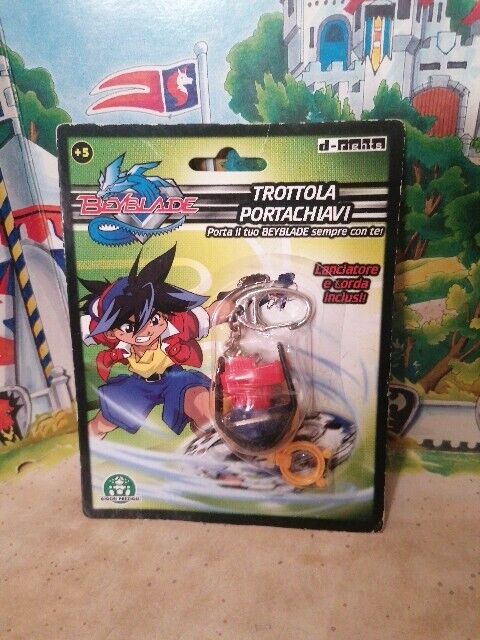 +5
d-rights
BEYBLADE
TROTTOLA
PORTACHIAVI
Porta il tuo BEYBLADE sempre con te!
Lanciatore
e corda
inclusi!
GIOCHI PREZIOSI